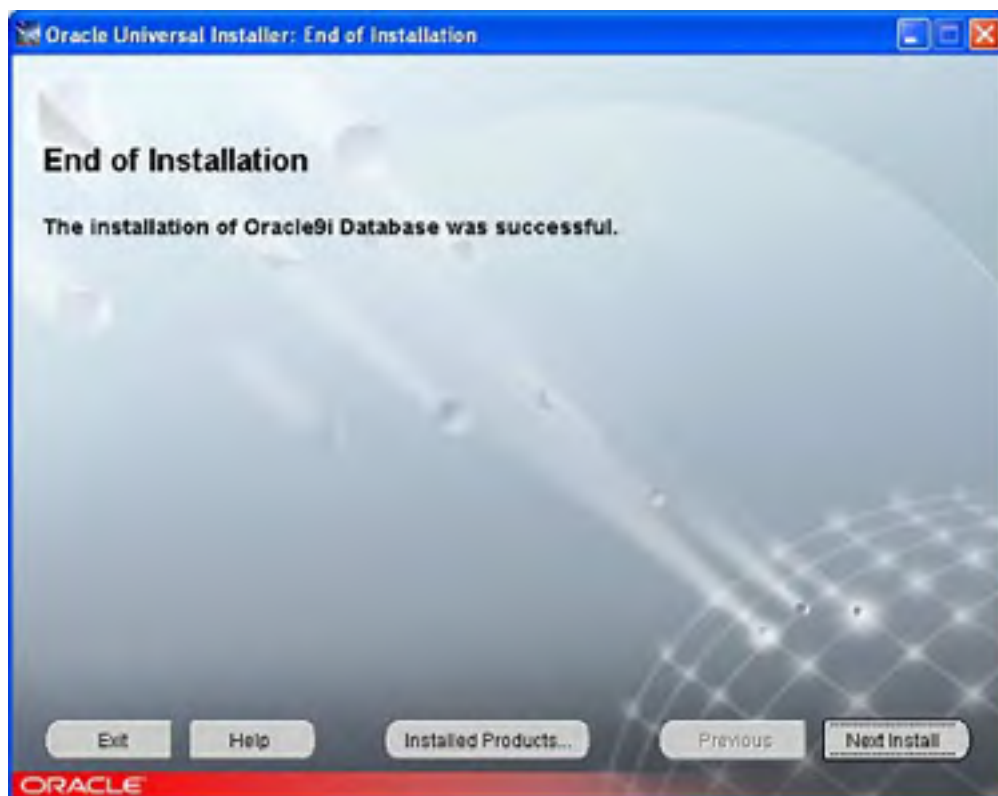 Oracle Universal Installer: End of Installation
End of Installation
The installation of Oracle9i Database was successful.
Exit
Help
Installed Products...
Previous
Next Install
ORACLE